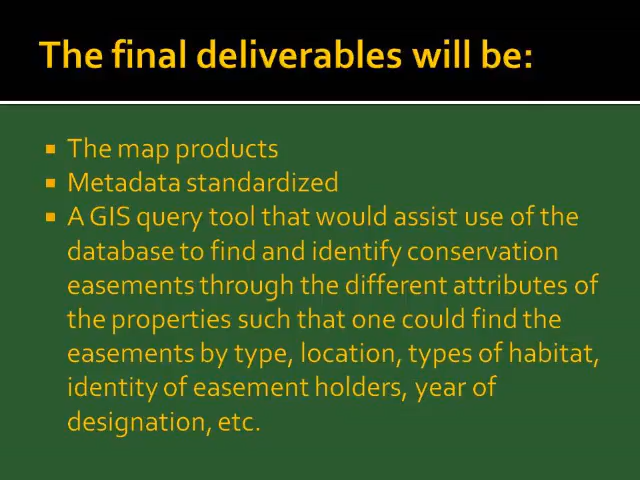 The final deliverables will be:
▪ The map products
▪ Metadata standardized
▪ A GIS query tool that would assist use of the
database to find and identify conservation
easements through the different attributes of
the properties such that one could find the
easements by type, location, types of habitat,
identity of easement holders, year of
designation, etc.